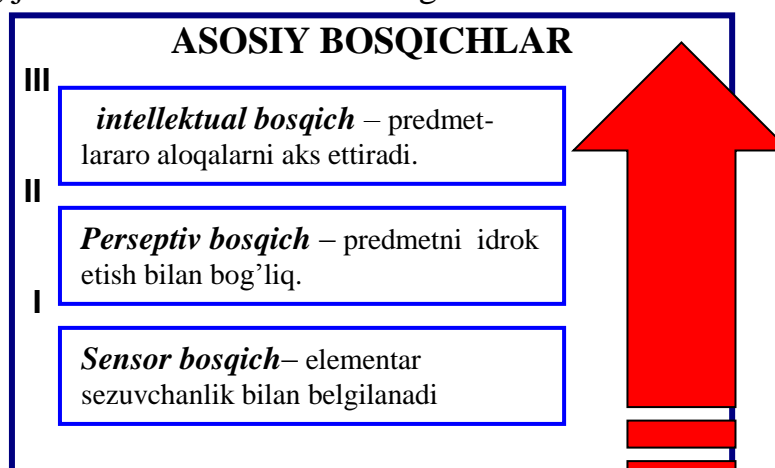 ASOSIY BOSQICHLAR
III
intellektual bosqich – predmet-
lararo aloqalarni aks ettiradi.
II
Perseptiv bosqich – predmetni idrok
etish bilan bog’liq.
I
Sensor bosqich– elementar
sezuvchanlik bilan belgilanadi